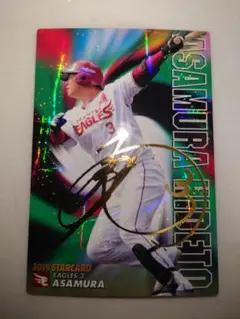 ASAMURA HIDETO
EAGLES
3
2019 STARCARD
EAGLES 3
ASAMURA